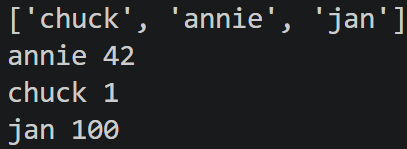 ['chuck', 'annie', 'jan']
annie 42
chuck 1
jan 100